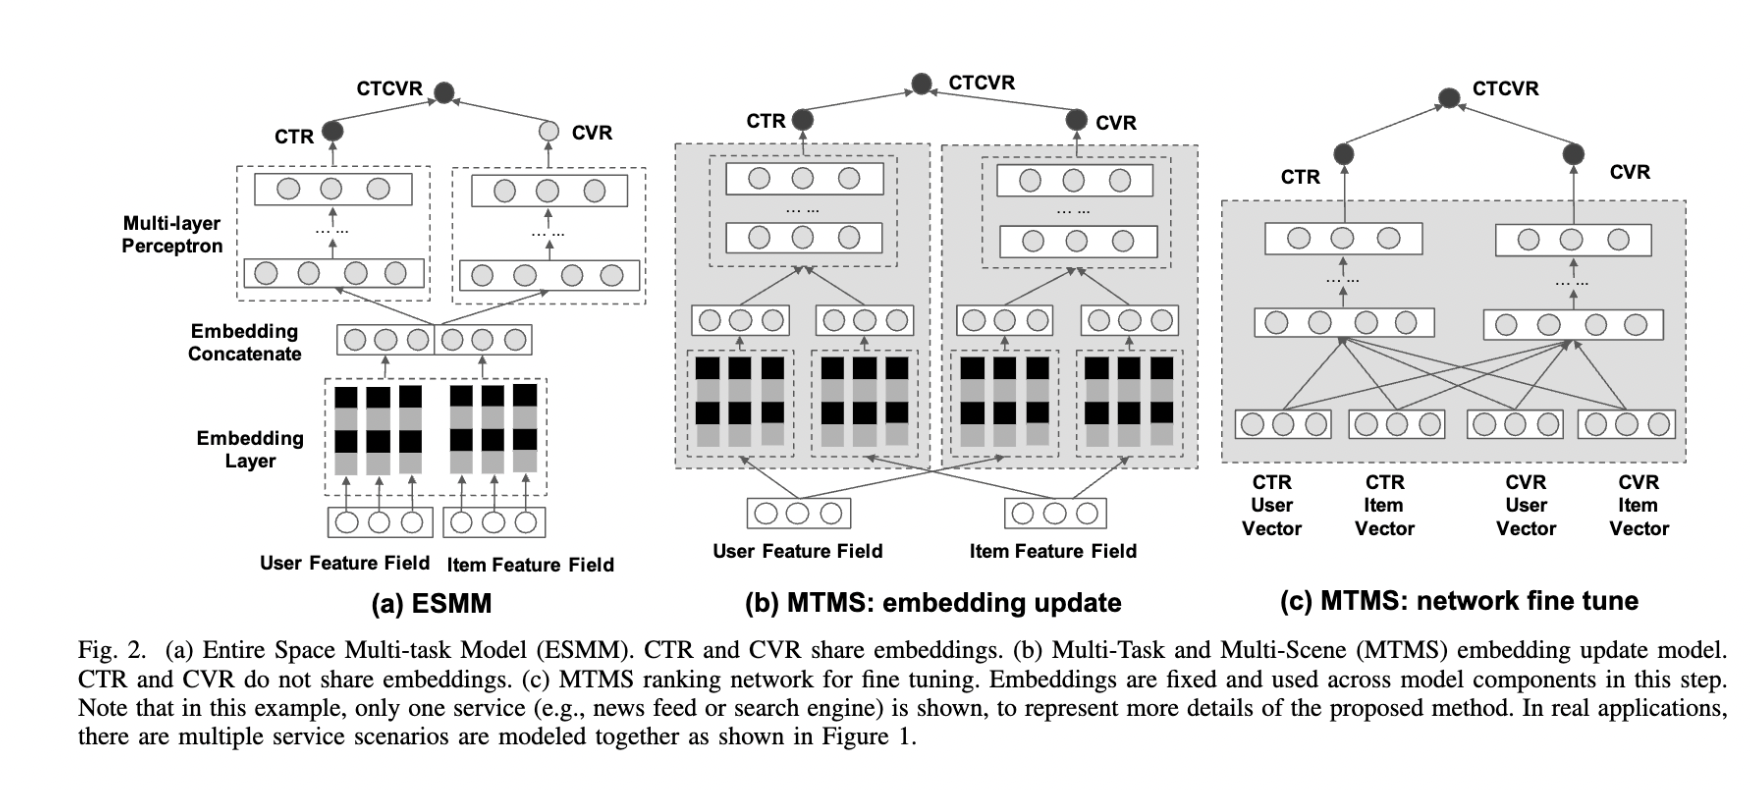 CTCVR
CTR
CVR
Multi-layer
Perceptron
... ...
... ...
Embedding
Concatenate
Embedding
Layer
User Feature Field
Item Feature Field
(a) ESMM
CTCVR
CTR
CVR
... ...
... ...
User Feature Field
Item Feature Field
(b) MTMS: embedding update
CTCVR
CTR
CVR
... ...
... ...
CTR
User
Vector
CTR
Item
Vector
CVR
User
Vector
CVR
Item
Vector
(c) MTMS: network fine tune
Fig. 2. (a) Entire Space Multi-task Model (ESMM). CTR and CVR share embeddings. (b) Multi-Task and Multi-Scene (MTMS) embedding update model.
CTR and CVR do not share embeddings. (c) MTMS ranking network for fine tuning. Embeddings are fixed and used across model components in this step.
Note that in this example, only one service (e.g., news feed or search engine) is shown, to represent more details of the proposed method. In real applications,
there are multiple service scenarios are modeled together as shown in Figure 1.